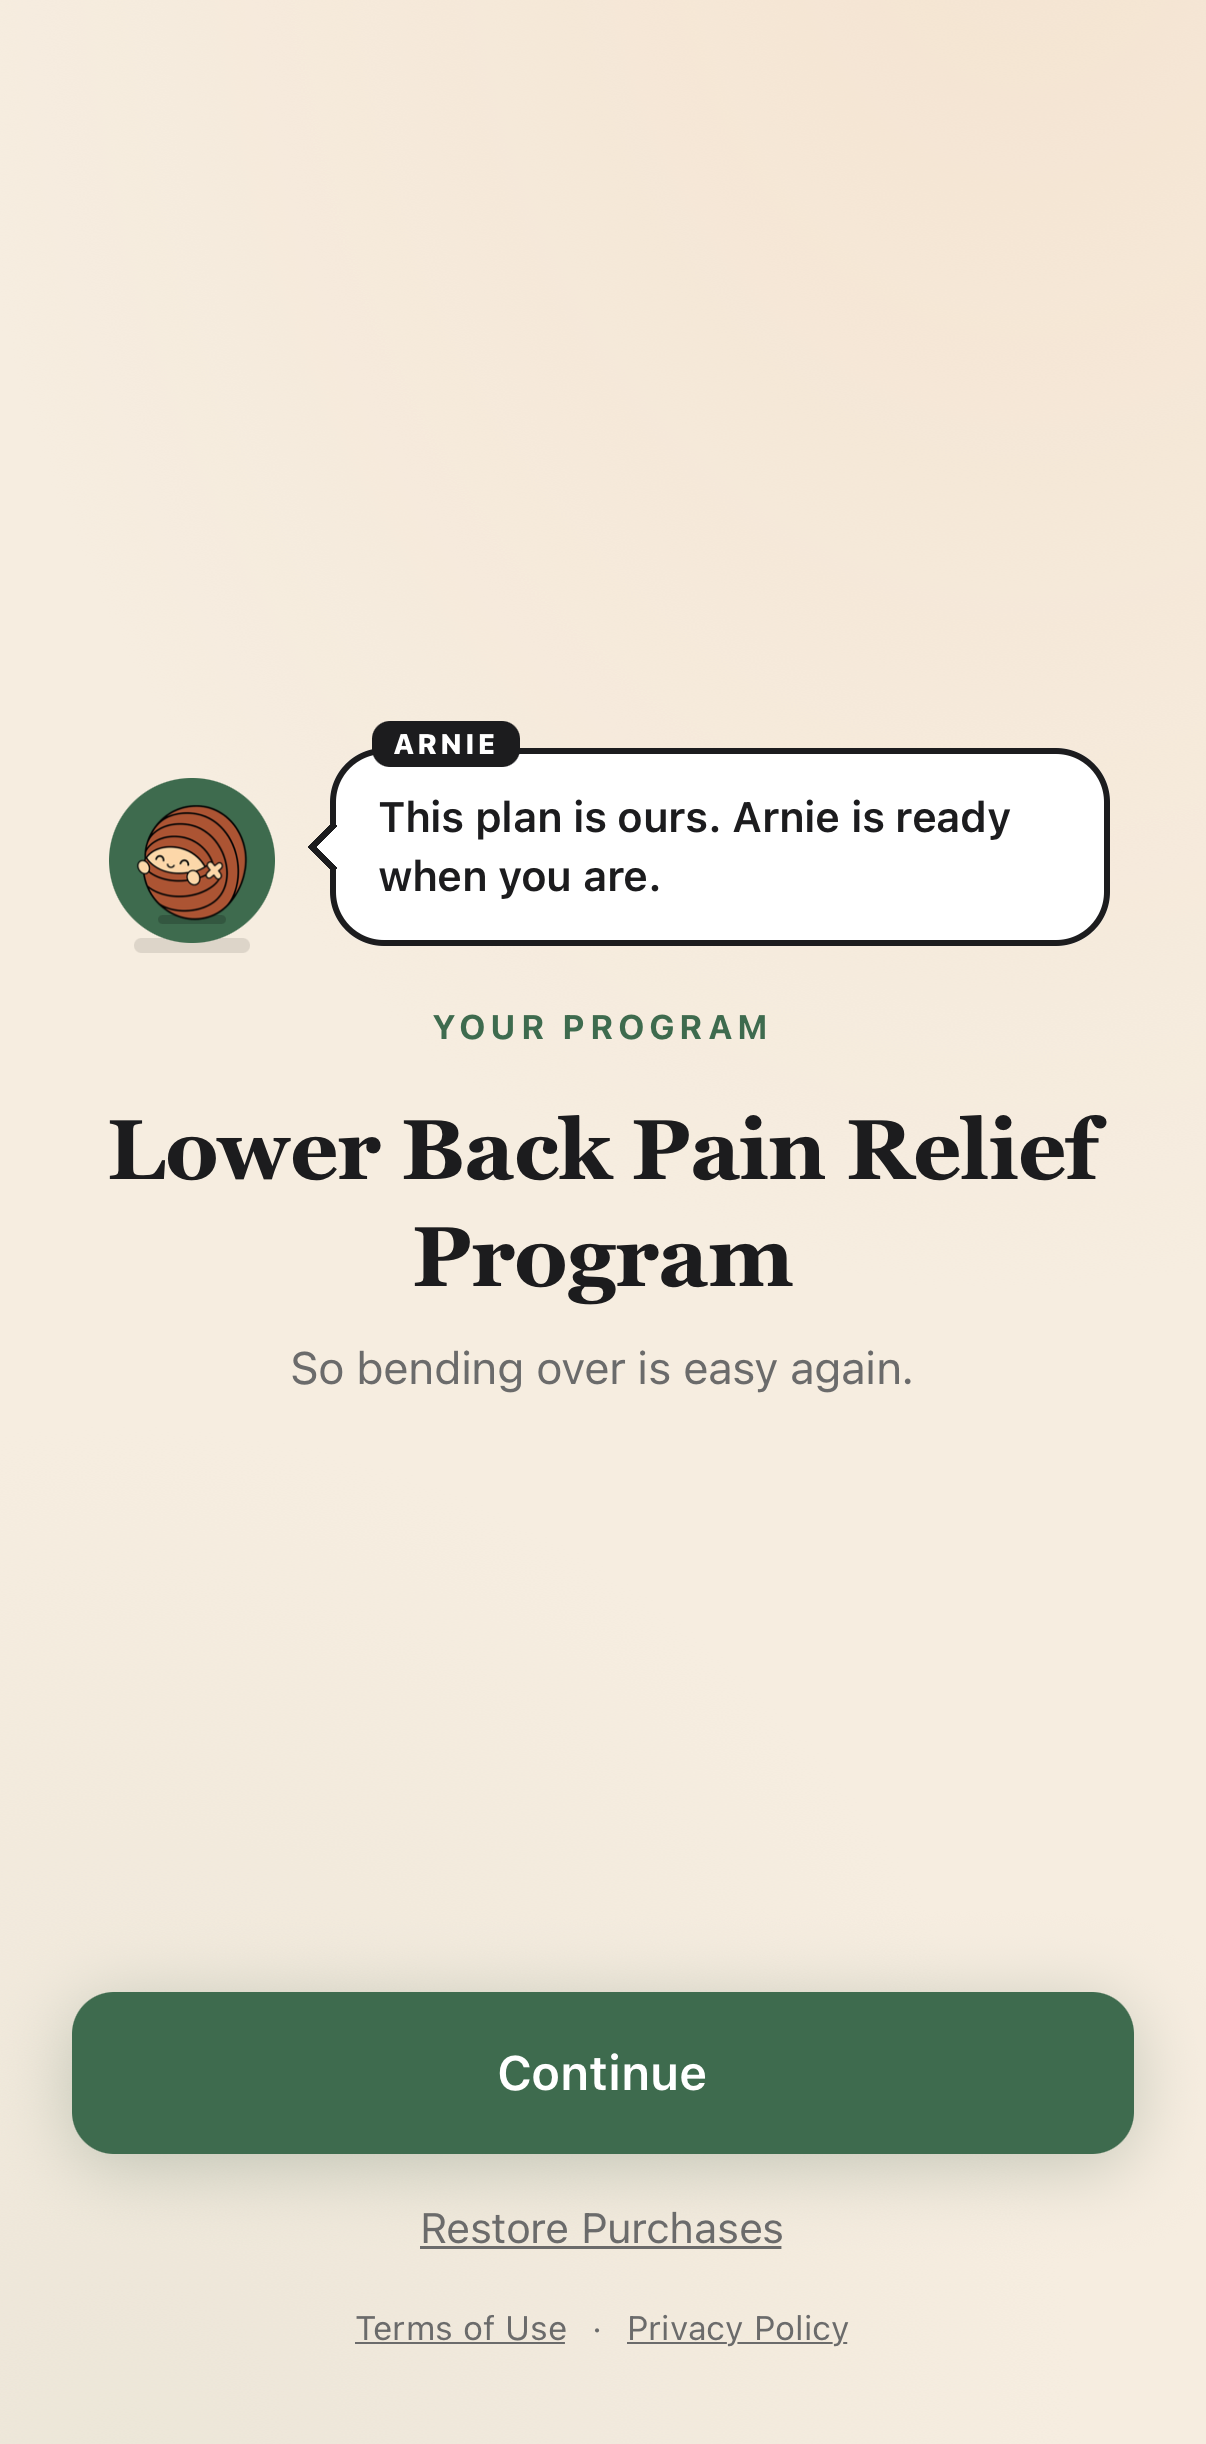 ARNIE
This plan is ours. Arnie is ready
when you are.
YOUR PROGRAM
Lower Back Pain Relief
Program
So bending over is easy again.
Continue
Restore Purchases
Terms of Use · Privacy Policy